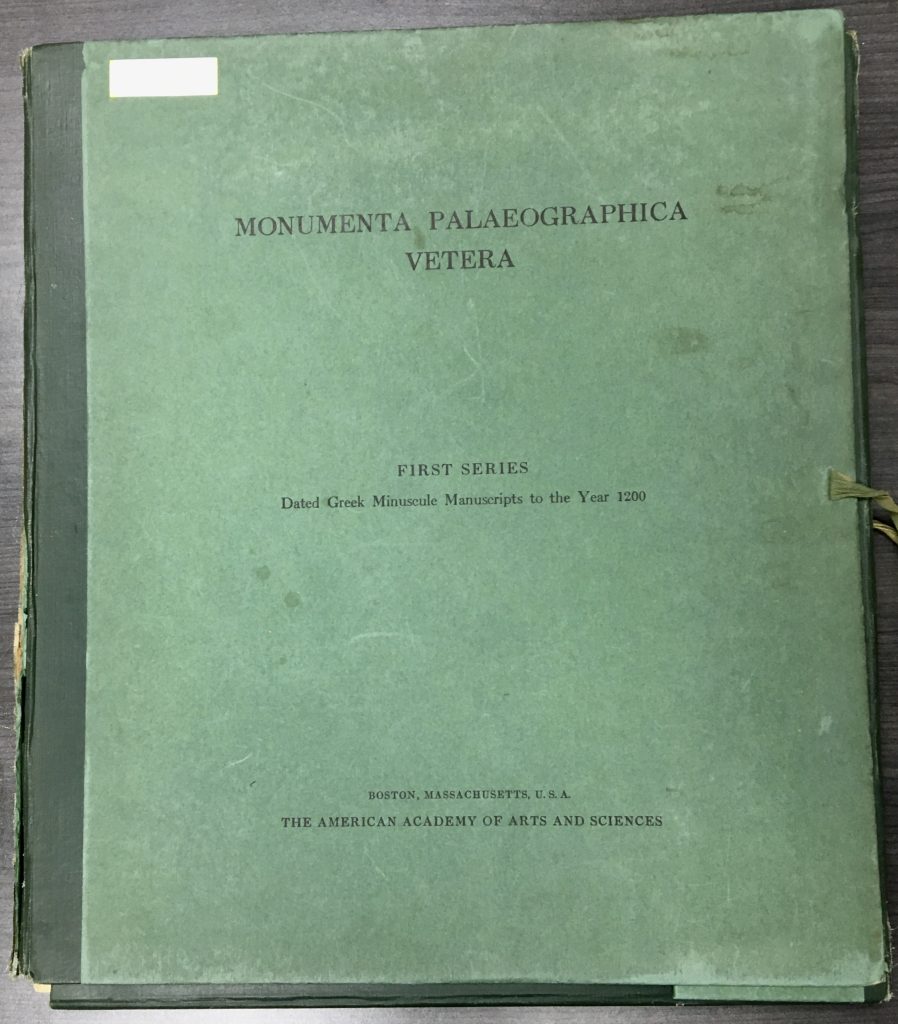 MONUMENTA PALAEOGRAPHICA
VETERA
FIRST SERIES
Dated Greek Minuscule Manuscripts to the Year 1200
BOSTON, MASSACHUSETTS, U. S. A.
THE AMERICAN ACADEMY OF ARTS AND SCIENCES